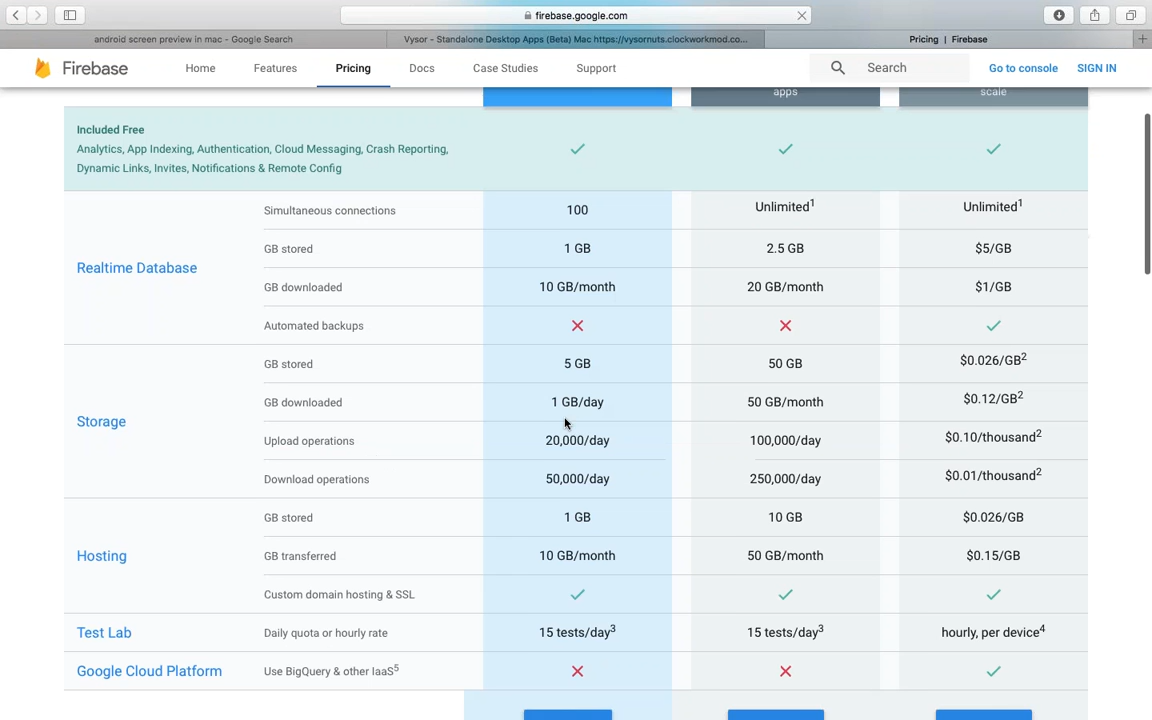 firebase.google.com
android screen preview in mac - Google Search
Vysor - Standalone Desktop Apps (Beta) Mac https://vysornuts.clockworkmod.co...
Pricing | Firebase
Firebase
Home
Features
Pricing
Docs
Case Studies
Support
Search
Go to console
SIGN IN
apps
scale
Included Free
Analytics, App Indexing, Authentication, Cloud Messaging, Crash Reporting,
Dynamic Links, Invites, Notifications & Remote Config
Realtime Database
Simultaneous connections
100
Unlimited1
Unlimited1
GB stored
1 GB
2.5 GB
$5/GB
GB downloaded
10 GB/month
20 GB/month
$1/GB
Automated backups
Storage
GB stored
5 GB
50 GB
$0.026/GB2
GB downloaded
1 GB/day
50 GB/month
$0.12/GB2
Upload operations
20,000/day
100,000/day
$0.10/thousand2
Download operations
50,000/day
250,000/day
$0.01/thousand2
Hosting
GB stored
1 GB
10 GB
$0.026/GB
GB transferred
10 GB/month
50 GB/month
$0.15/GB
Custom domain hosting & SSL
Test Lab
Daily quota or hourly rate
15 tests/day3
15 tests/day3
hourly, per device4
Google Cloud Platform
Use BigQuery & other IaaS5